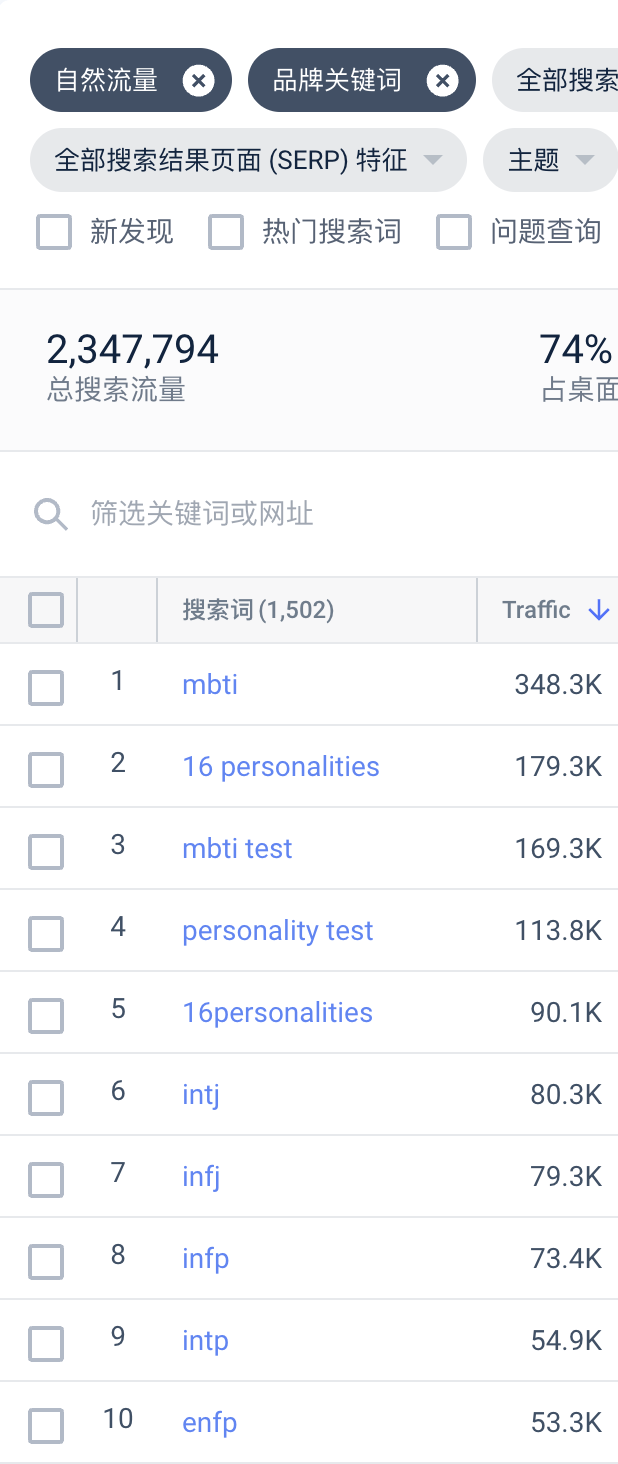 自然流量 品牌关键词 全部搜索
全部搜索结果页面 (SERP) 特征 主题
新发现 热门搜索词 问题查询
2,347,794 74%
总搜索流量 占桌面
筛选关键词或网址
搜索词 (1,502) Traffic
1 mbti 348.3K
2 16 personalities 179.3K
3 mbti test 169.3K
4 personality test 113.8K
5 16personalities 90.1K
6 intj 80.3K
7 infj 79.3K
8 infp 73.4K
9 intp 54.9K
10 enfp 53.3K